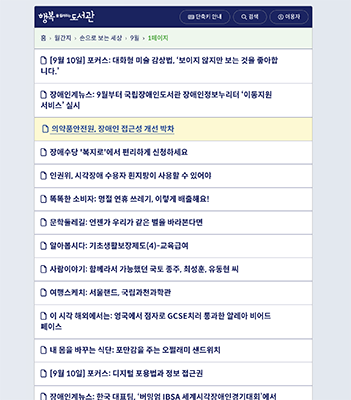 행복을들려주는도서관 단축키 안내 검색 이용자
홈 › 월간지 › 손으로 보는 세상 › 9월 › 1페이지
[9월 10일] 포커스: 대화형 미술 감상법, '보이지 않지만 보는 것을 좋아합
니다.'
장애인계뉴스: 9월부터 국립장애인도서관 장애인정보누리터 '이동지원
서비스' 실시
의약품안전원, 장애인 접근성 개선 박차
장애수당 '복지로'에서 편리하게 신청하세요
인권위, 시각장애 수용자 흰지팡이 사용할 수 있어야
똑똑한 소비자: 명절 연휴 쓰레기, 이렇게 배출해요!
문학들레길: 언젠가 우리가 같은 별을 바라본다면
알아봅시다: 기초생활보장제도(4)-교육급여
사람이야기: 함께라서 가능했던 국토 종주, 최성훈, 유동현 씨
여행스케치: 서울랜드, 국립과천과학관
이 시각 해외에서는: 영국에서 점자로 GCSE치러 통과한 알레아 비어드
페이스
내 몸을 바꾸는 식단: 포만감을 주는 오픨래미 샌드위치
[9월 10일] 포커스: 디지털 포용법과 정보 접근권
장애인계뉴스: 한국 대표팀, '버밍엄 IBSA 세계시각장애인경기대회'에서